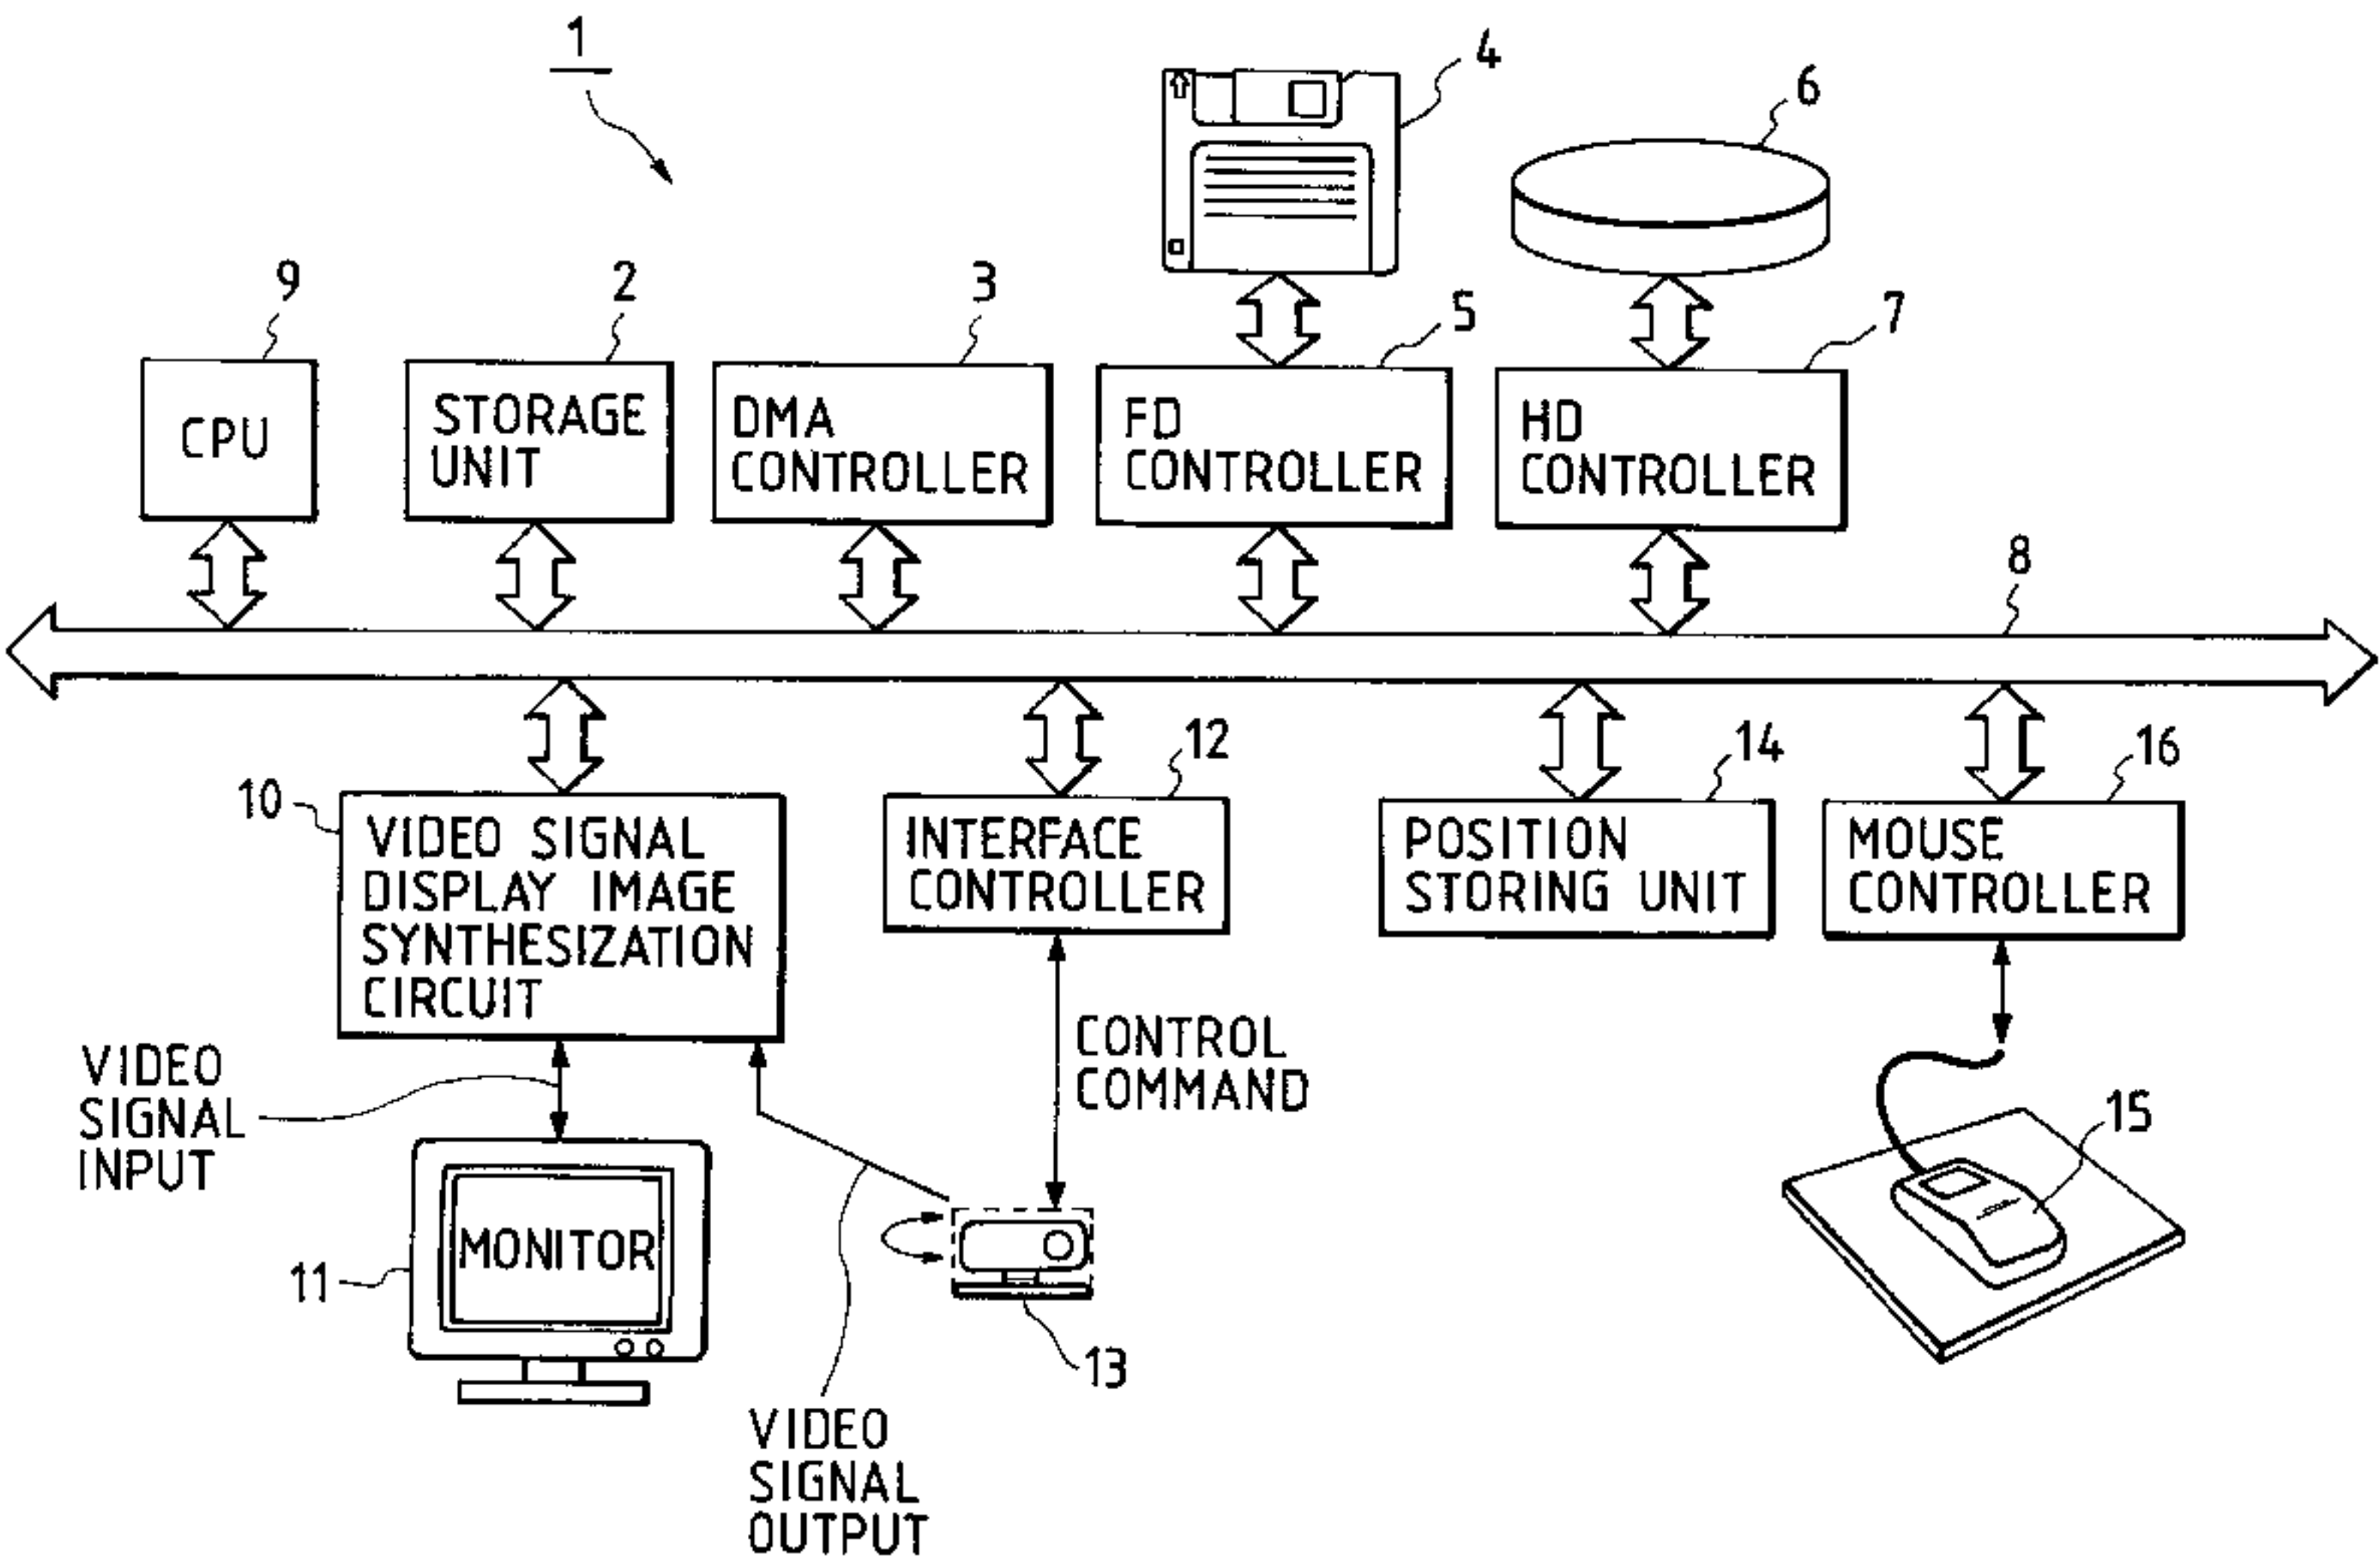 1
4
6
9
2
3
5
7
CPU
STORAGE
UNIT
DMA
CONTROLLER
FD
CONTROLLER
HD
CONTROLLER
8
10
12
14
16
VIDEO SIGNAL
DISPLAY IMAGE
SYNTHESIZATION
CIRCUIT
INTERFACE
CONTROLLER
POSITION
STORING UNIT
MOUSE
CONTROLLER
VIDEO
SIGNAL
INPUT
CONTROL
COMMAND
15
MONITOR
11
13
VIDEO
SIGNAL
OUTPUT